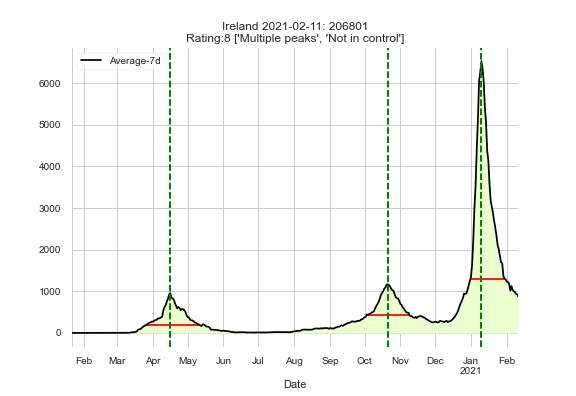 Ireland 2021-02-11: 206801
Rating:8 ['Multiple peaks', 'Not in control']
Average-7d
6000
5000
4000
3000
2000
1000
0
Feb Mar Apr May Jun Jul Aug Sep Oct Nov Dec Jan Feb
2021
Date